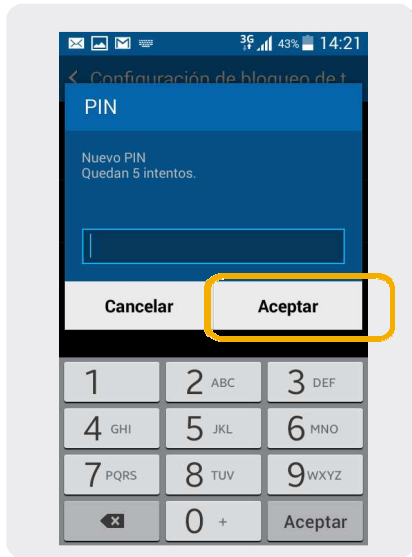 3G 43% 14:21
Configuración de bloqueo de t...
PIN
Nuevo PIN
Quedan 5 intentos.
Cancelar Aceptar
1 2 ABC 3 DEF
4 GHI 5 JKL 6 MNO
7 PQRS 8 TUV 9 WXYZ
0 + Aceptar